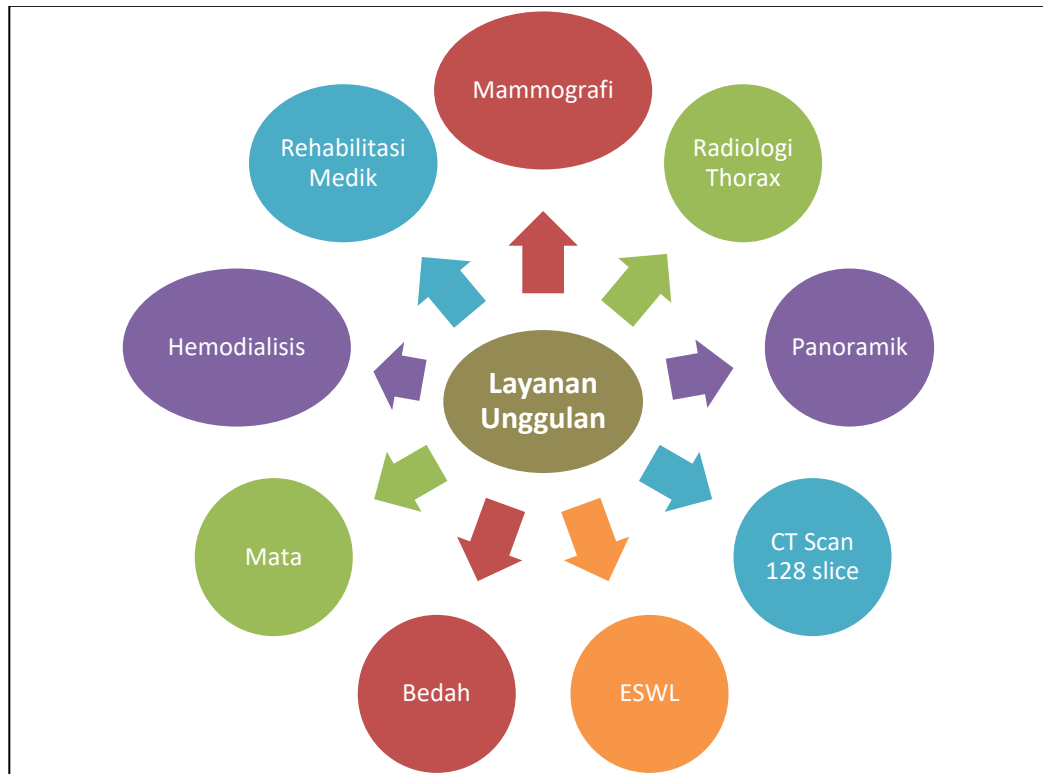 Mammografi
Radiologi
Thorax
Panoramik
CT Scan
128 slice
ESWL
Bedah
Mata
Hemodialisis
Rehabilitasi
Medik
Layanan
Unggulan